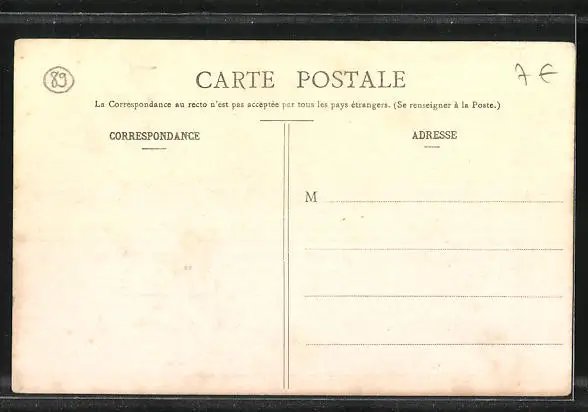 89
CARTE POSTALE
7 €
La Correspondance au recto n'est pas acceptée par tous les pays étrangers. (Se renseigner à la Poste.)
CORRESPONDANCE
ADRESSE
M